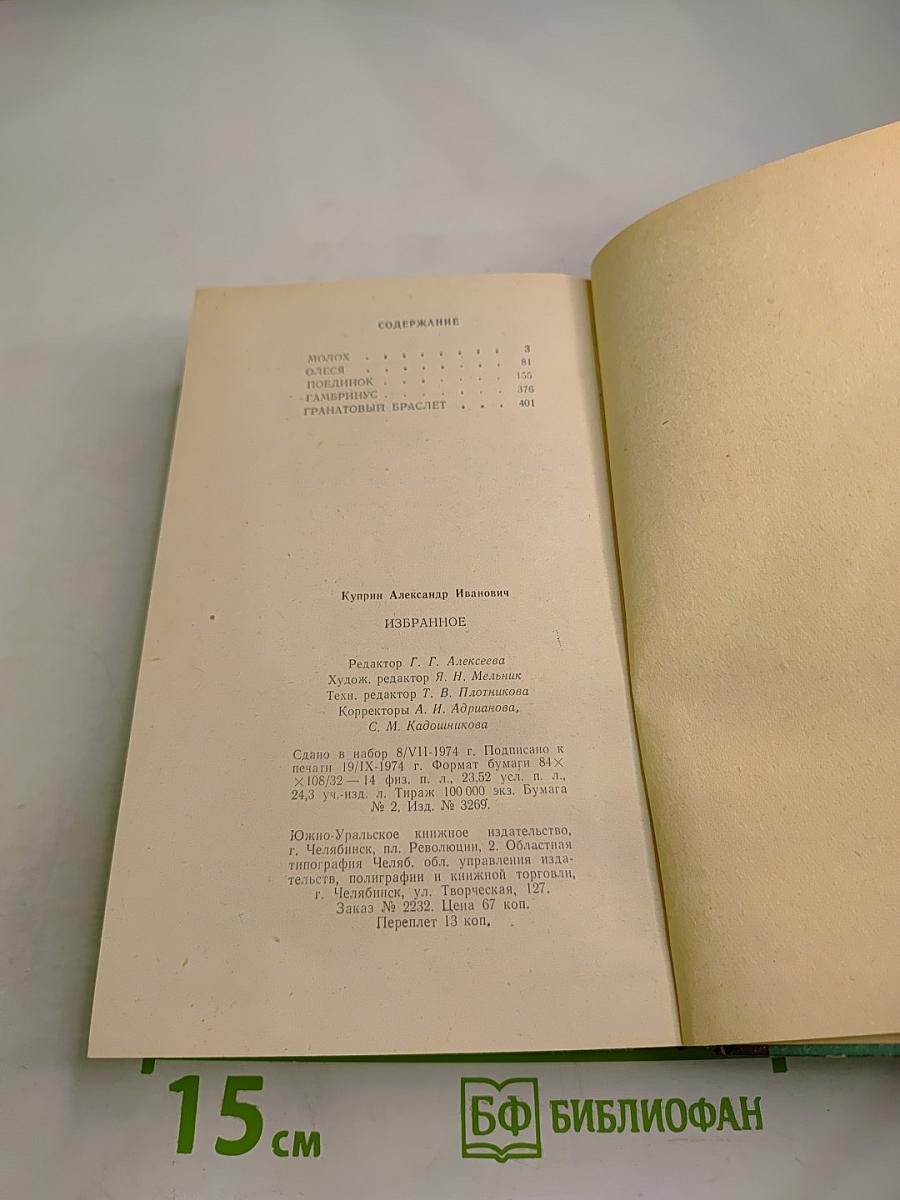 СОДЕРЖАНИЕ
МОЛОХ . . . . . . . . 3
ОЛЕСЯ . . . . . . . . 81
ПОЕДИНОК . . . . . . . 155
ГАМБРИНУС . . . . . . . 376
ГРАНАТОВЫЙ БРАСЛЕТ . . . . 401
Куприн Александр Иванович
ИЗБРАННОЕ
Редактор Г. Г. Алексеева
Худож. редактор Я. Н. Мельник
Техн. редактор Т. В. Плотникова
Корректоры А. И. Адрианова,
С. М. Кадошникова
Сдано в набор 8/VII-1974 г. Подписано к
печати 19/IX-1974 г. Формат бумаги 84×
×108/32 — 14 физ. п. л., 23,52 усл. п. л.,
24,3 уч.-изд. л. Тираж 100 000 экз. Бумага
№ 2. Изд. № 3269.
Южно-Уральское книжное издательство,
г. Челябинск, пл. Революции, 2. Областная
типография Челяб. обл. управления изда-
тельств, полиграфии и книжной торговли,
г. Челябинск, ул. Творческая, 127.
Заказ № 2232. Цена 67 коп.
Переплет 13 коп.
15 см
БФ БИБЛИОФАН